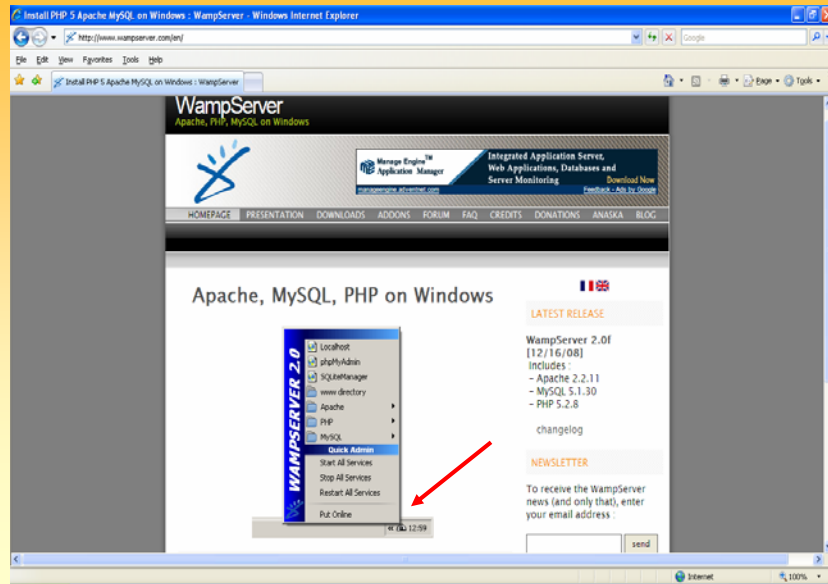 Install PHP 5 Apache MySQL on Windows : WampServer - Windows Internet Explorer
http://www.wampserver.com/en/
Google
File Edit View Favorites Tools Help
Install PHP 5 Apache MySQL on Windows : WampServer
Page Tools
WampServer
Apache, PHP, MySQL on Windows
Manage Engine™
Application Manager
manageengine.adventnet.com
Integrated Application Server,
Web Applications, Databases and
Server Monitoring
Download Now
Feedback - Ads by Google
HOMEPAGE PRESENTATION DOWNLOADS ADDONS FORUM FAQ CREDITS DONATIONS ANASKA BLOG
Apache, MySQL, PHP on Windows
WAMPSERVER 2.0
Localhost
phpMyAdmin
SQLiteManager
www directory
Apache
PHP
MySQL
Quick Admin
Start All Services
Stop All Services
Restart All Services
Put Online
« 12:59
LATEST RELEASE
WampServer 2.0f
[12/16/08]
Includes :
- Apache 2.2.11
- MySQL 5.1.30
- PHP 5.2.8
changelog
NEWSLETTER
To receive the WampServer
news (and only that), enter
your email address :
send
Internet
100%